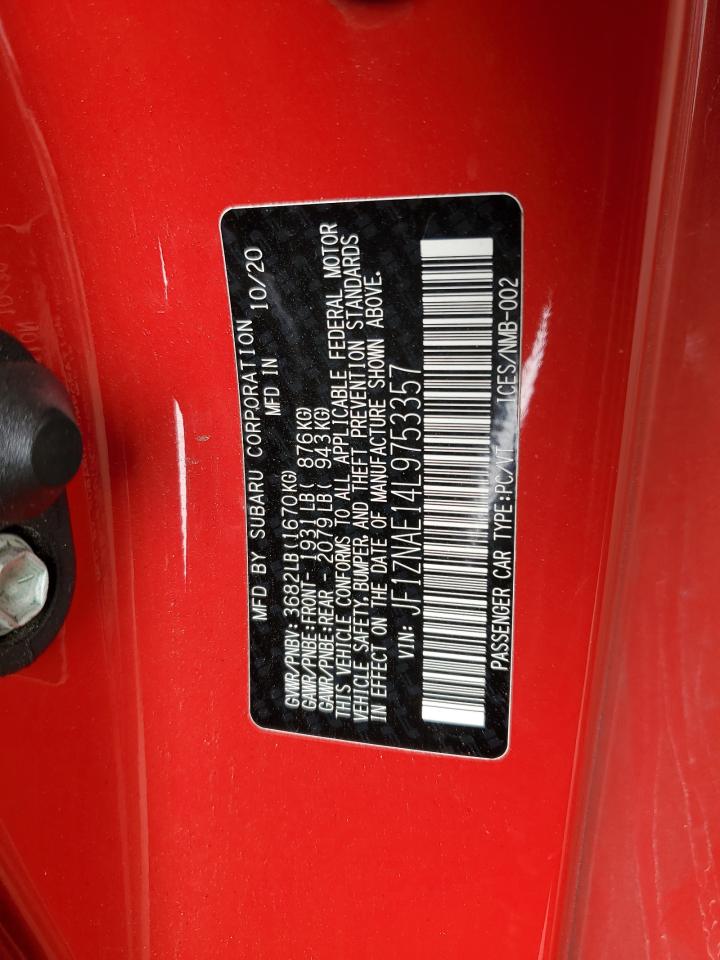 MFD BY SUBARU CORPORATION 10/20
MFD IN
GVWR/PNBV: 3682LB(1670KG)
GAWR/PNBE:FRONT- 1931LB( 876KG)
GAWR/PNBE:REAR - 2079LB( 943KG)
THIS VEHICLE CONFORMS TO ALL APPLICABLE FEDERAL MOTOR
VEHICLE SAFETY,BUMPER,AND THEFT PREVENTION STANDARDS
IN EFFECT ON THE DATE OF MANUFACTURE SHOWN ABOVE.
VIN: JF1ZNAE14L9753357
PASSENGER CAR TYPE:PC/VT 1CES/NMB-002